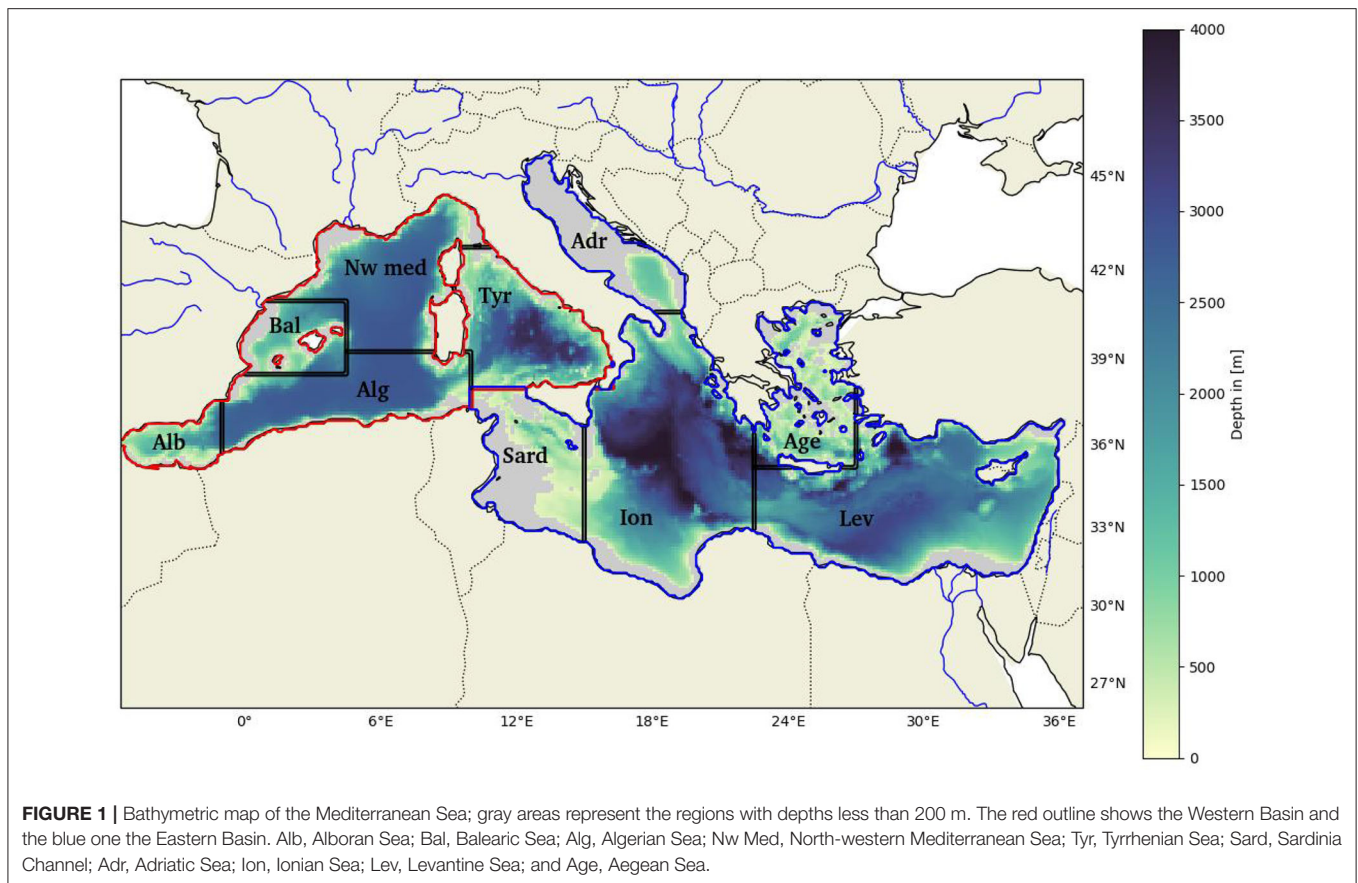 4000
3500
3000
2500
2000
1500
1000
500
0
Depth in [m]
45°N
42°N
39°N
36°N
33°N
30°N
27°N
0°
6°E
12°E
18°E
24°E
30°E
36°E
Adr
Nw med
Tyr
Bal
Alg
Alb
Sard
Age
Ion
Lev
FIGURE 1 | Bathymetric map of the Mediterranean Sea; gray areas represent the regions with depths less than 200 m. The red outline shows the Western Basin and
the blue one the Eastern Basin. Alb, Alboran Sea; Bal, Balearic Sea; Alg, Algerian Sea; Nw Med, North-western Mediterranean Sea; Tyr, Tyrrhenian Sea; Sard, Sardinia
Channel; Adr, Adriatic Sea; Ion, Ionian Sea; Lev, Levantine Sea; and Age, Aegean Sea.